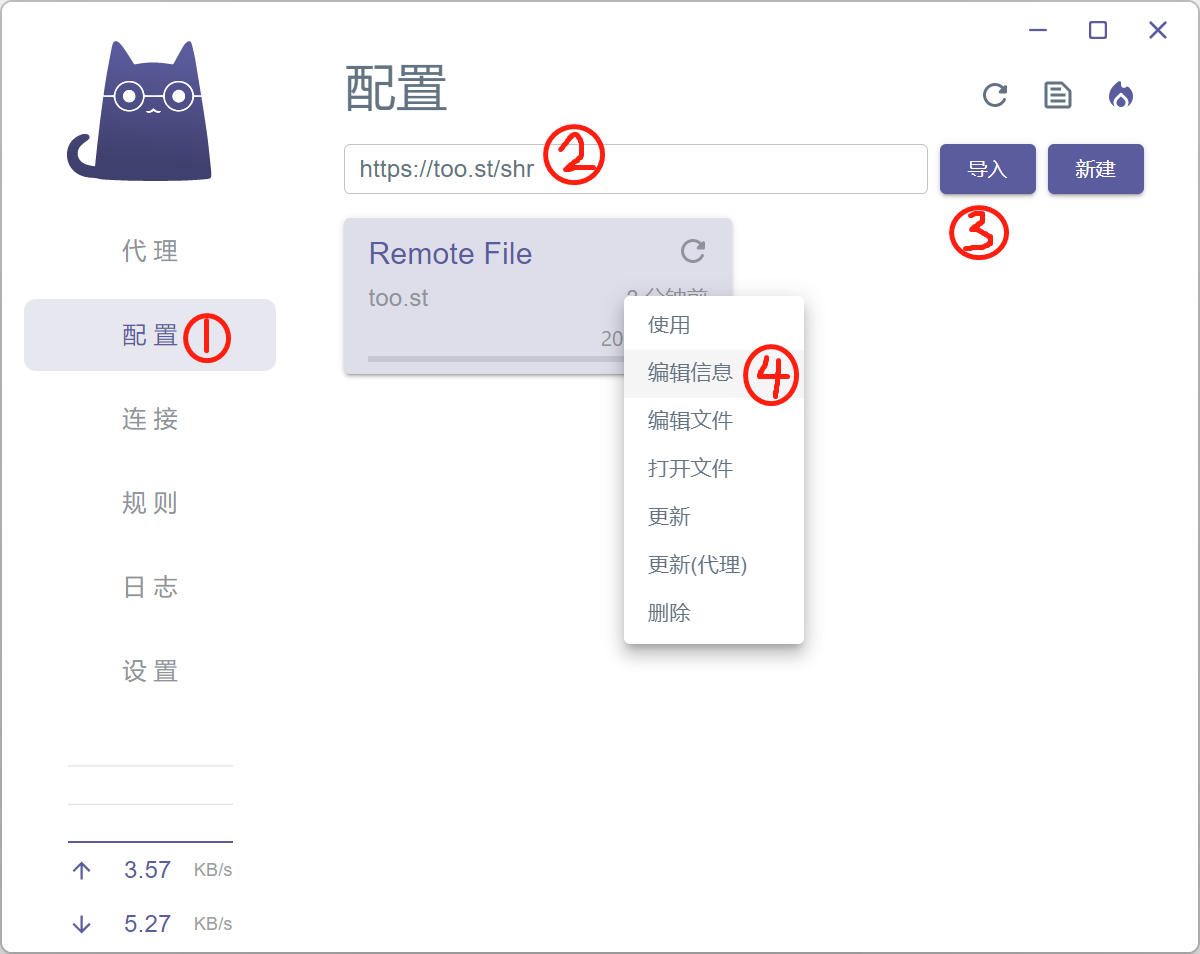 配置
https://too.st/shr ②
导入
新建
③
Remote File
too.st
20
代 理
配 置 ①
连 接
规 则
日 志
设 置
使用
编辑信息 ④
编辑文件
打开文件
更新
更新(代理)
删除
3.57 KB/s
5.27 KB/s